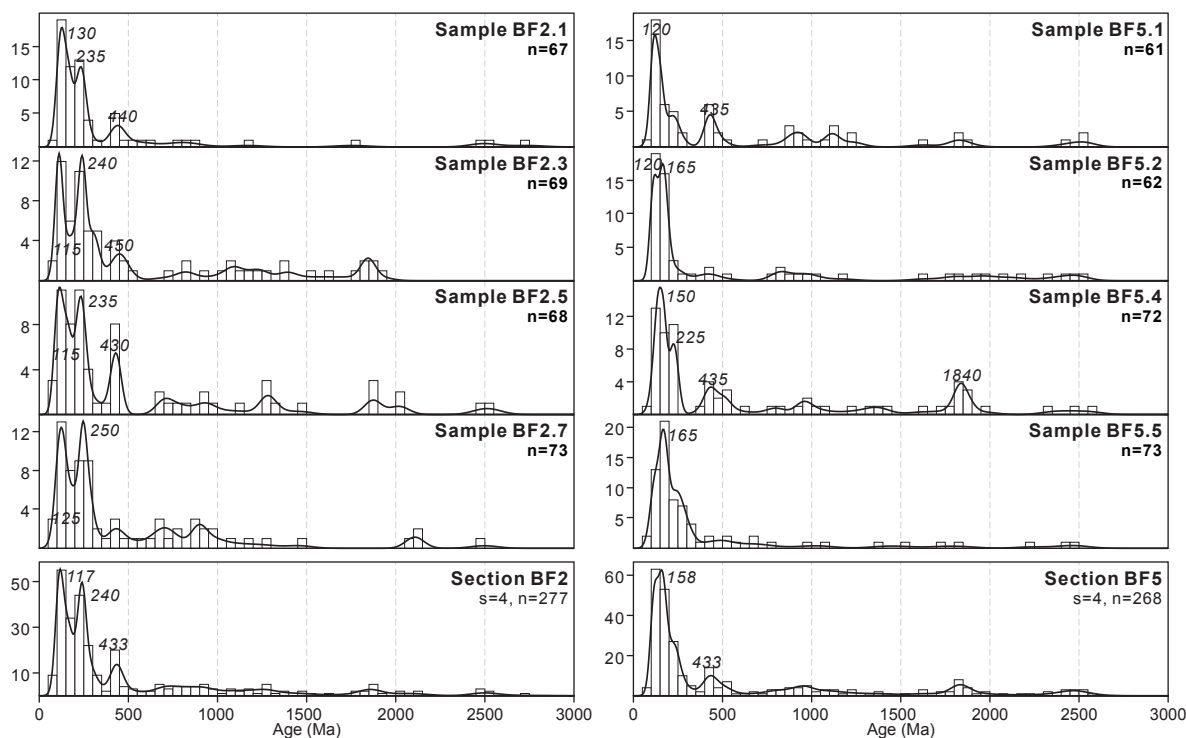 Sample BF2.1
n=67
130
235
440
15
10
5
Sample BF2.3
n=69
240
115
450
12
8
4
Sample BF2.5
n=68
235
115
430
8
4
Sample BF2.7
n=73
250
125
12
8
4
Section BF2
s=4, n=277
117
240
433
50
30
10
0 500 1000 1500 2000 2500 3000
Age (Ma)
Sample BF5.1
n=61
120
435
15
10
5
Sample BF5.2
n=62
120 165
15
10
5
Sample BF5.4
n=72
150
225
435
1840
12
8
4
Sample BF5.5
n=73
165
20
15
10
5
Section BF5
s=4, n=268
158
433
60
40
20
0 500 1000 1500 2000 2500 3000
Age (Ma)